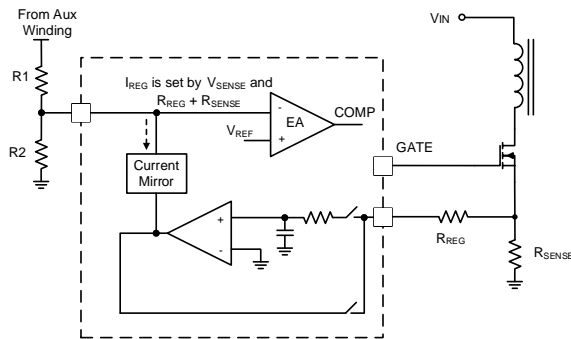 From Aux
Winding
VIN
R1
IREG is set by VSENSE and
RREG + RSENSE
COMP
-
EA
+
VREF
R2
GATE
Current
Mirror
+
-
RREG
RSENSE